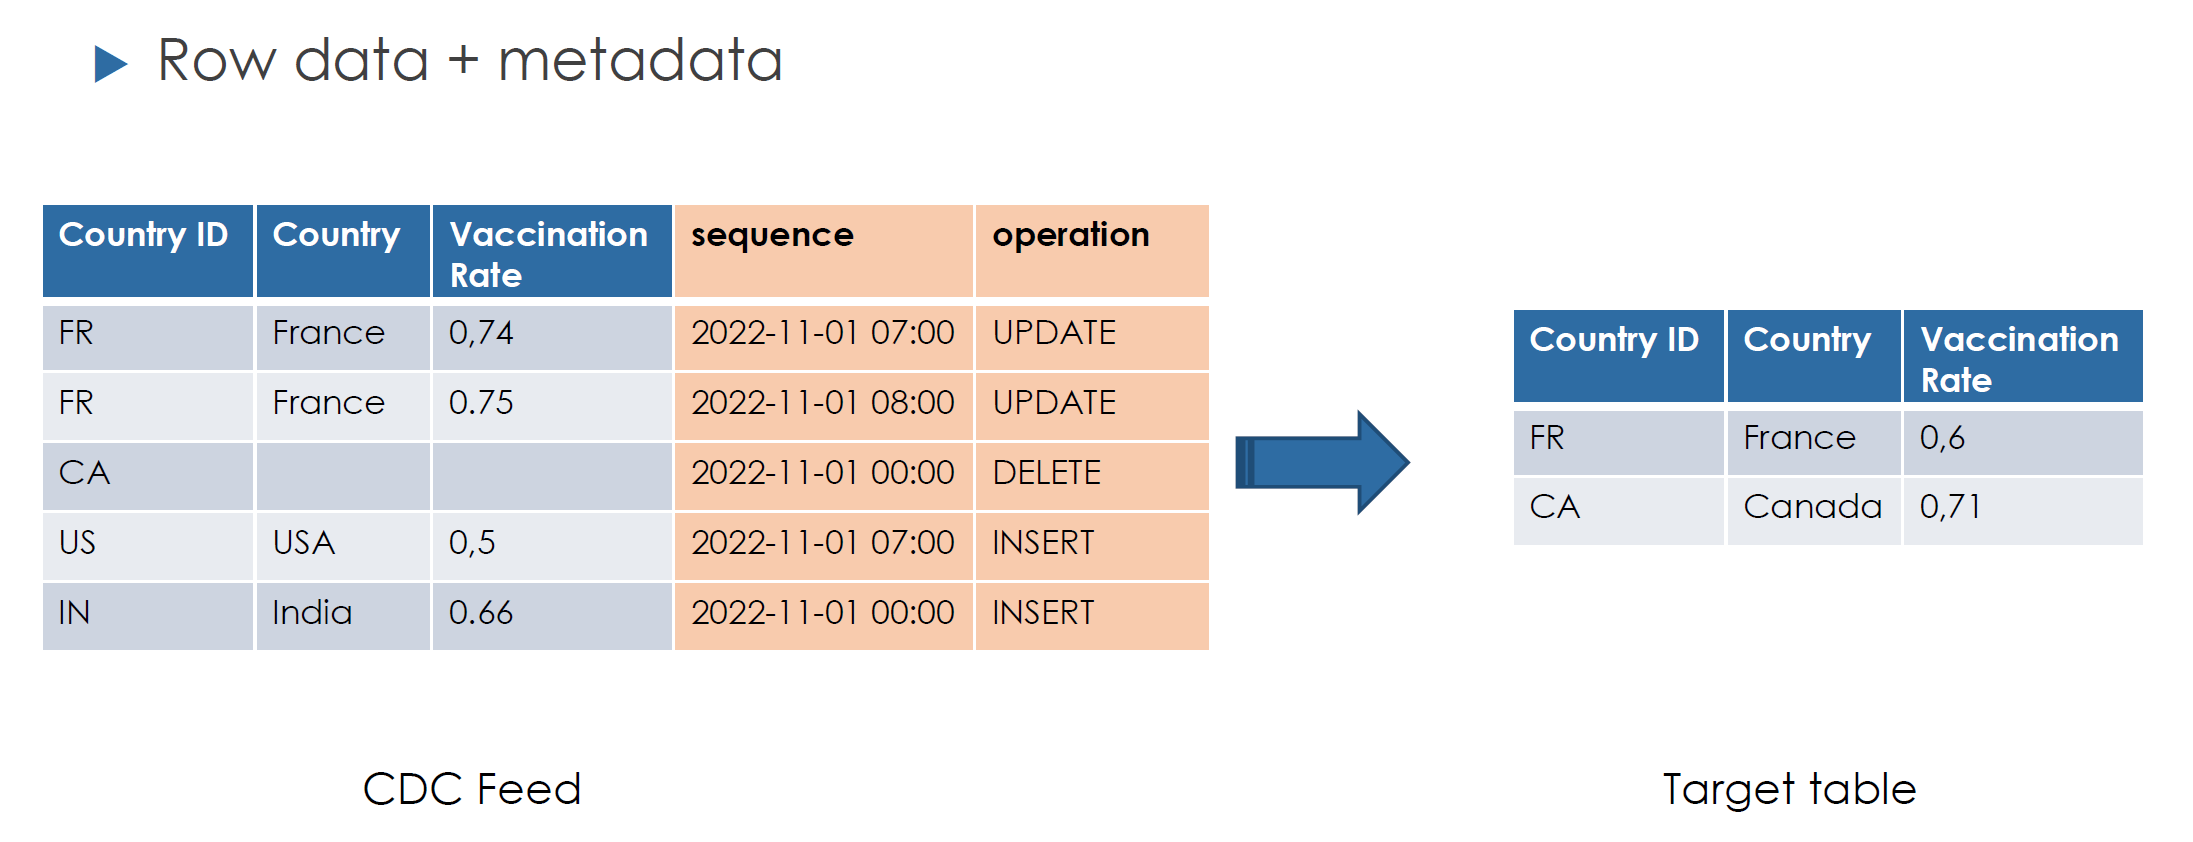 Row data + metadata
Country ID Country Vaccination Rate sequence operation
FR France 0,74 2022-11-01 07:00 UPDATE
FR France 0.75 2022-11-01 08:00 UPDATE
CA 2022-11-01 00:00 DELETE
US USA 0,5 2022-11-01 07:00 INSERT
IN India 0.66 2022-11-01 00:00 INSERT
CDC Feed
Country ID Country Vaccination Rate
FR France 0,6
CA Canada 0,71
Target table